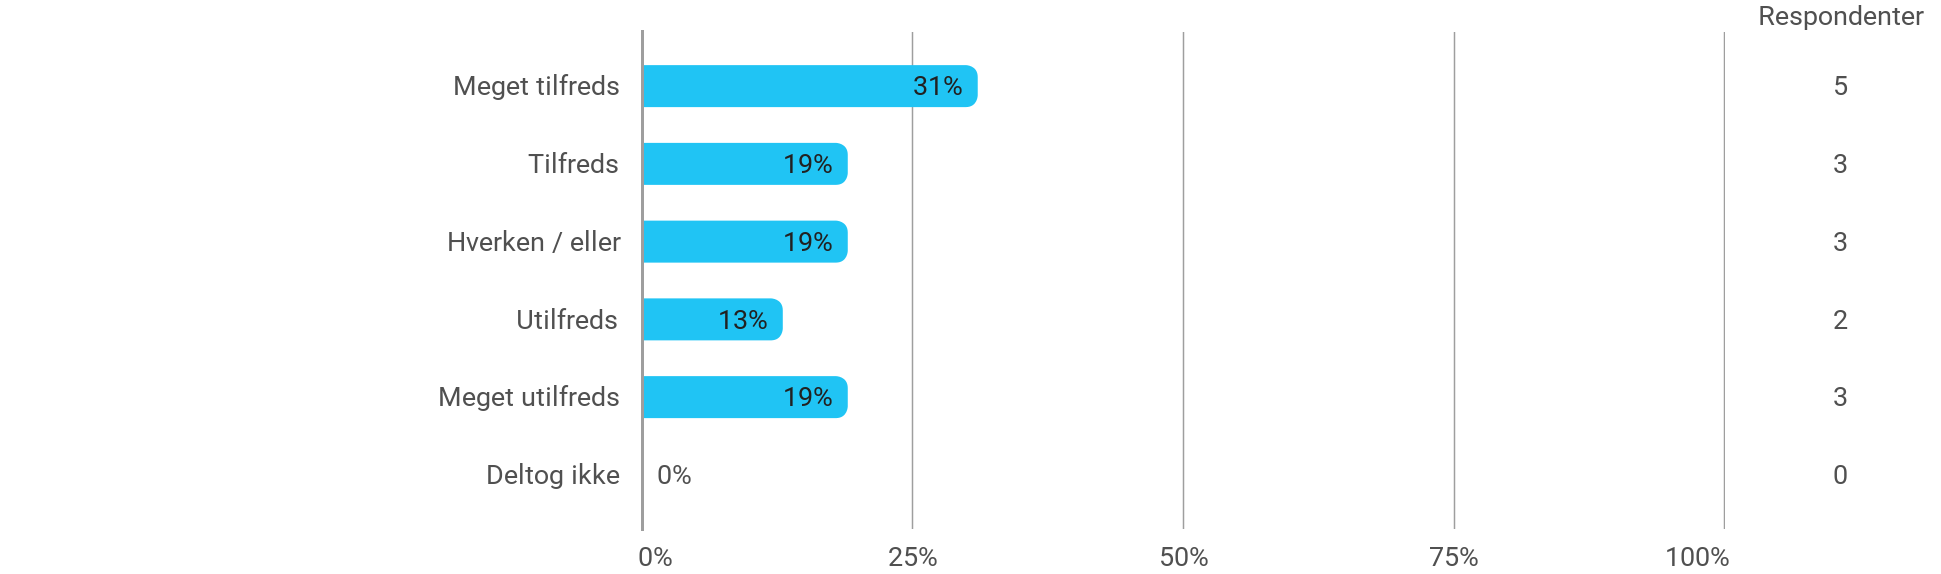 Respondenter
Meget tilfreds 31% 5
Tilfreds 19% 3
Hverken / eller 19% 3
Utilfreds 13% 2
Meget utilfreds 19% 3
Deltog ikke 0% 0
0% 25% 50% 75% 100%